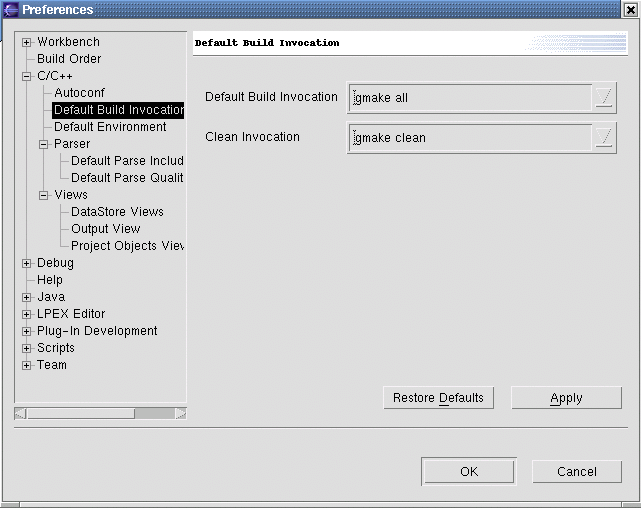 Preferences
Workbench
Build Order
C/C++
Autoconf
Default Build Invocation
Default Environment
Parser
Default Parse Includ
Default Parse Qualit
Views
DataStore Views
Output View
Project Objects View
Debug
Help
Java
LPEX Editor
Plug-In Development
Scripts
Team
Default Build Invocation
Default Build Invocation gmake all
Clean Invocation gmake clean
Restore Defaults Apply
OK Cancel